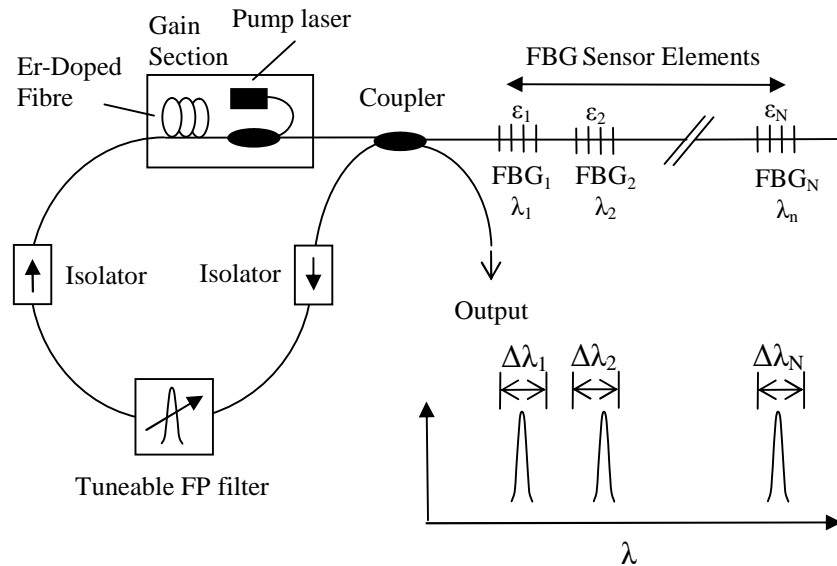 Pump laser
Gain
Section
Er-Doped
Fibre
Coupler
FBG Sensor Elements
ε1 ε2 εN
FBG1 FBG2 FBGN
λ1 λ2 λn
Isolator Isolator
Output
Δλ1 Δλ2 ΔλN
Tuneable FP filter
λ